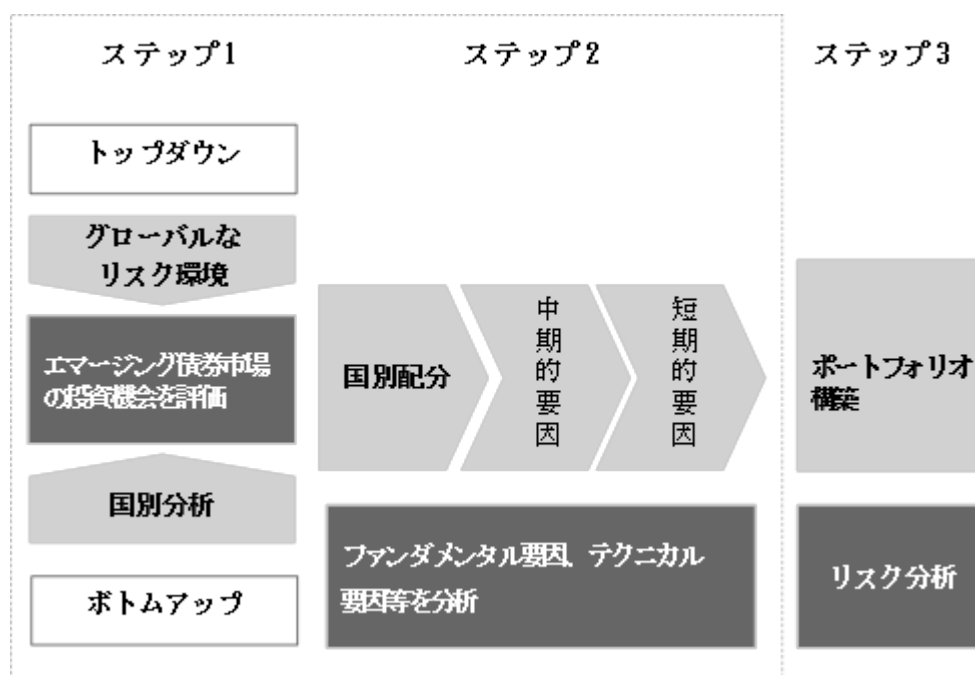 ステップ1
トップダウン
グローバルな
リスク環境
エマージング債券市場
の投資機会を評価
国別分析
ボトムアップ
ステップ2
国別配分
中期的要因
短期的要因
ファンダメンタル要因、テクニカル
要因等を分析
ステップ3
ポートフォリオ
構築
リスク分析